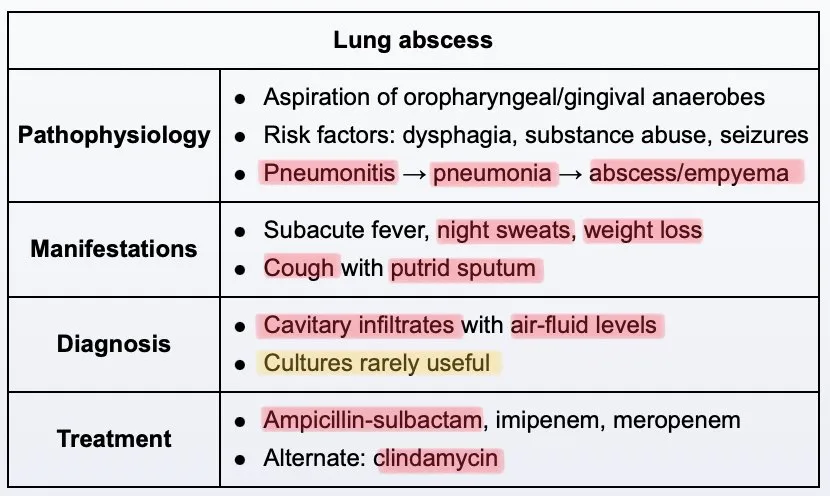 Lung abscess
Pathophysiology
• Aspiration of oropharyngeal/gingival anaerobes
• Risk factors: dysphagia, substance abuse, seizures
• Pneumonitis → pneumonia → abscess/empyema
Manifestations
• Subacute fever, night sweats, weight loss
• Cough with putrid sputum
Diagnosis
• Cavitary infiltrates with air-fluid levels
• Cultures rarely useful
Treatment
• Ampicillin-sulbactam, imipenem, meropenem
• Alternate: clindamycin